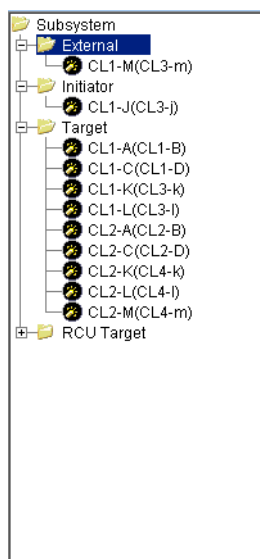 Subsystem
External
CL1-M(CL3-m)
Initiator
CL1-J(CL3-j)
Target
CL1-A(CL1-B)
CL1-C(CL1-D)
CL1-K(CL3-k)
CL1-L(CL3-l)
CL2-A(CL2-B)
CL2-C(CL2-D)
CL2-K(CL4-k)
CL2-L(CL4-l)
CL2-M(CL4-m)
RCU Target